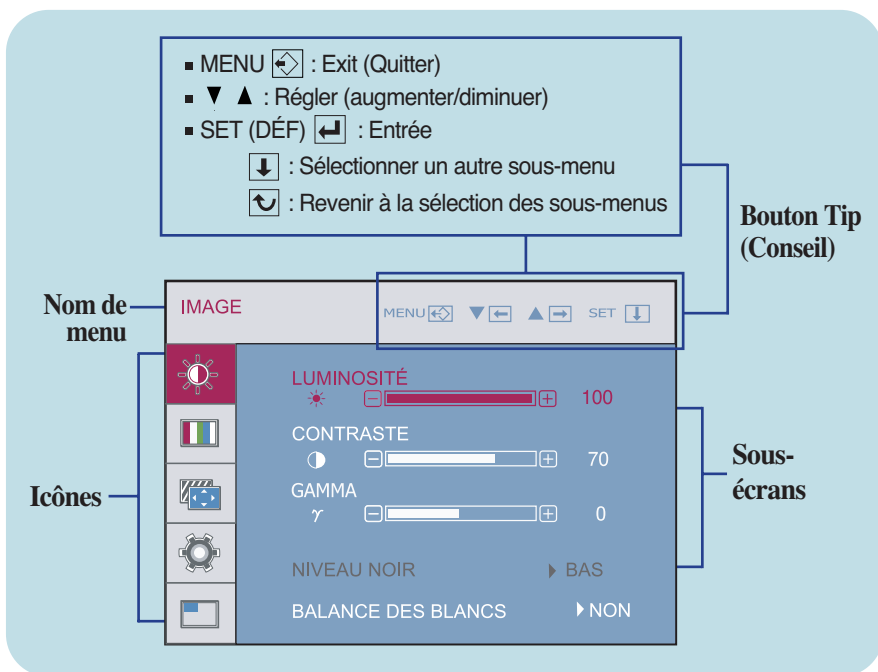 MENU : Exit (Quitter)
▼ ▲ : Régler (augmenter/diminuer)
SET (DÉF) : Entrée
: Sélectionner un autre sous-menu
: Revenir à la sélection des sous-menus
Bouton Tip
(Conseil)
Nom de
menu
IMAGE
MENU ▼ ▲ SET
LUMINOSITÉ
100
CONTRASTE
70
GAMMA
γ 0
NIVEAU NOIR BAS
BALANCE DES BLANCS NON
Icônes
Sous-
écrans